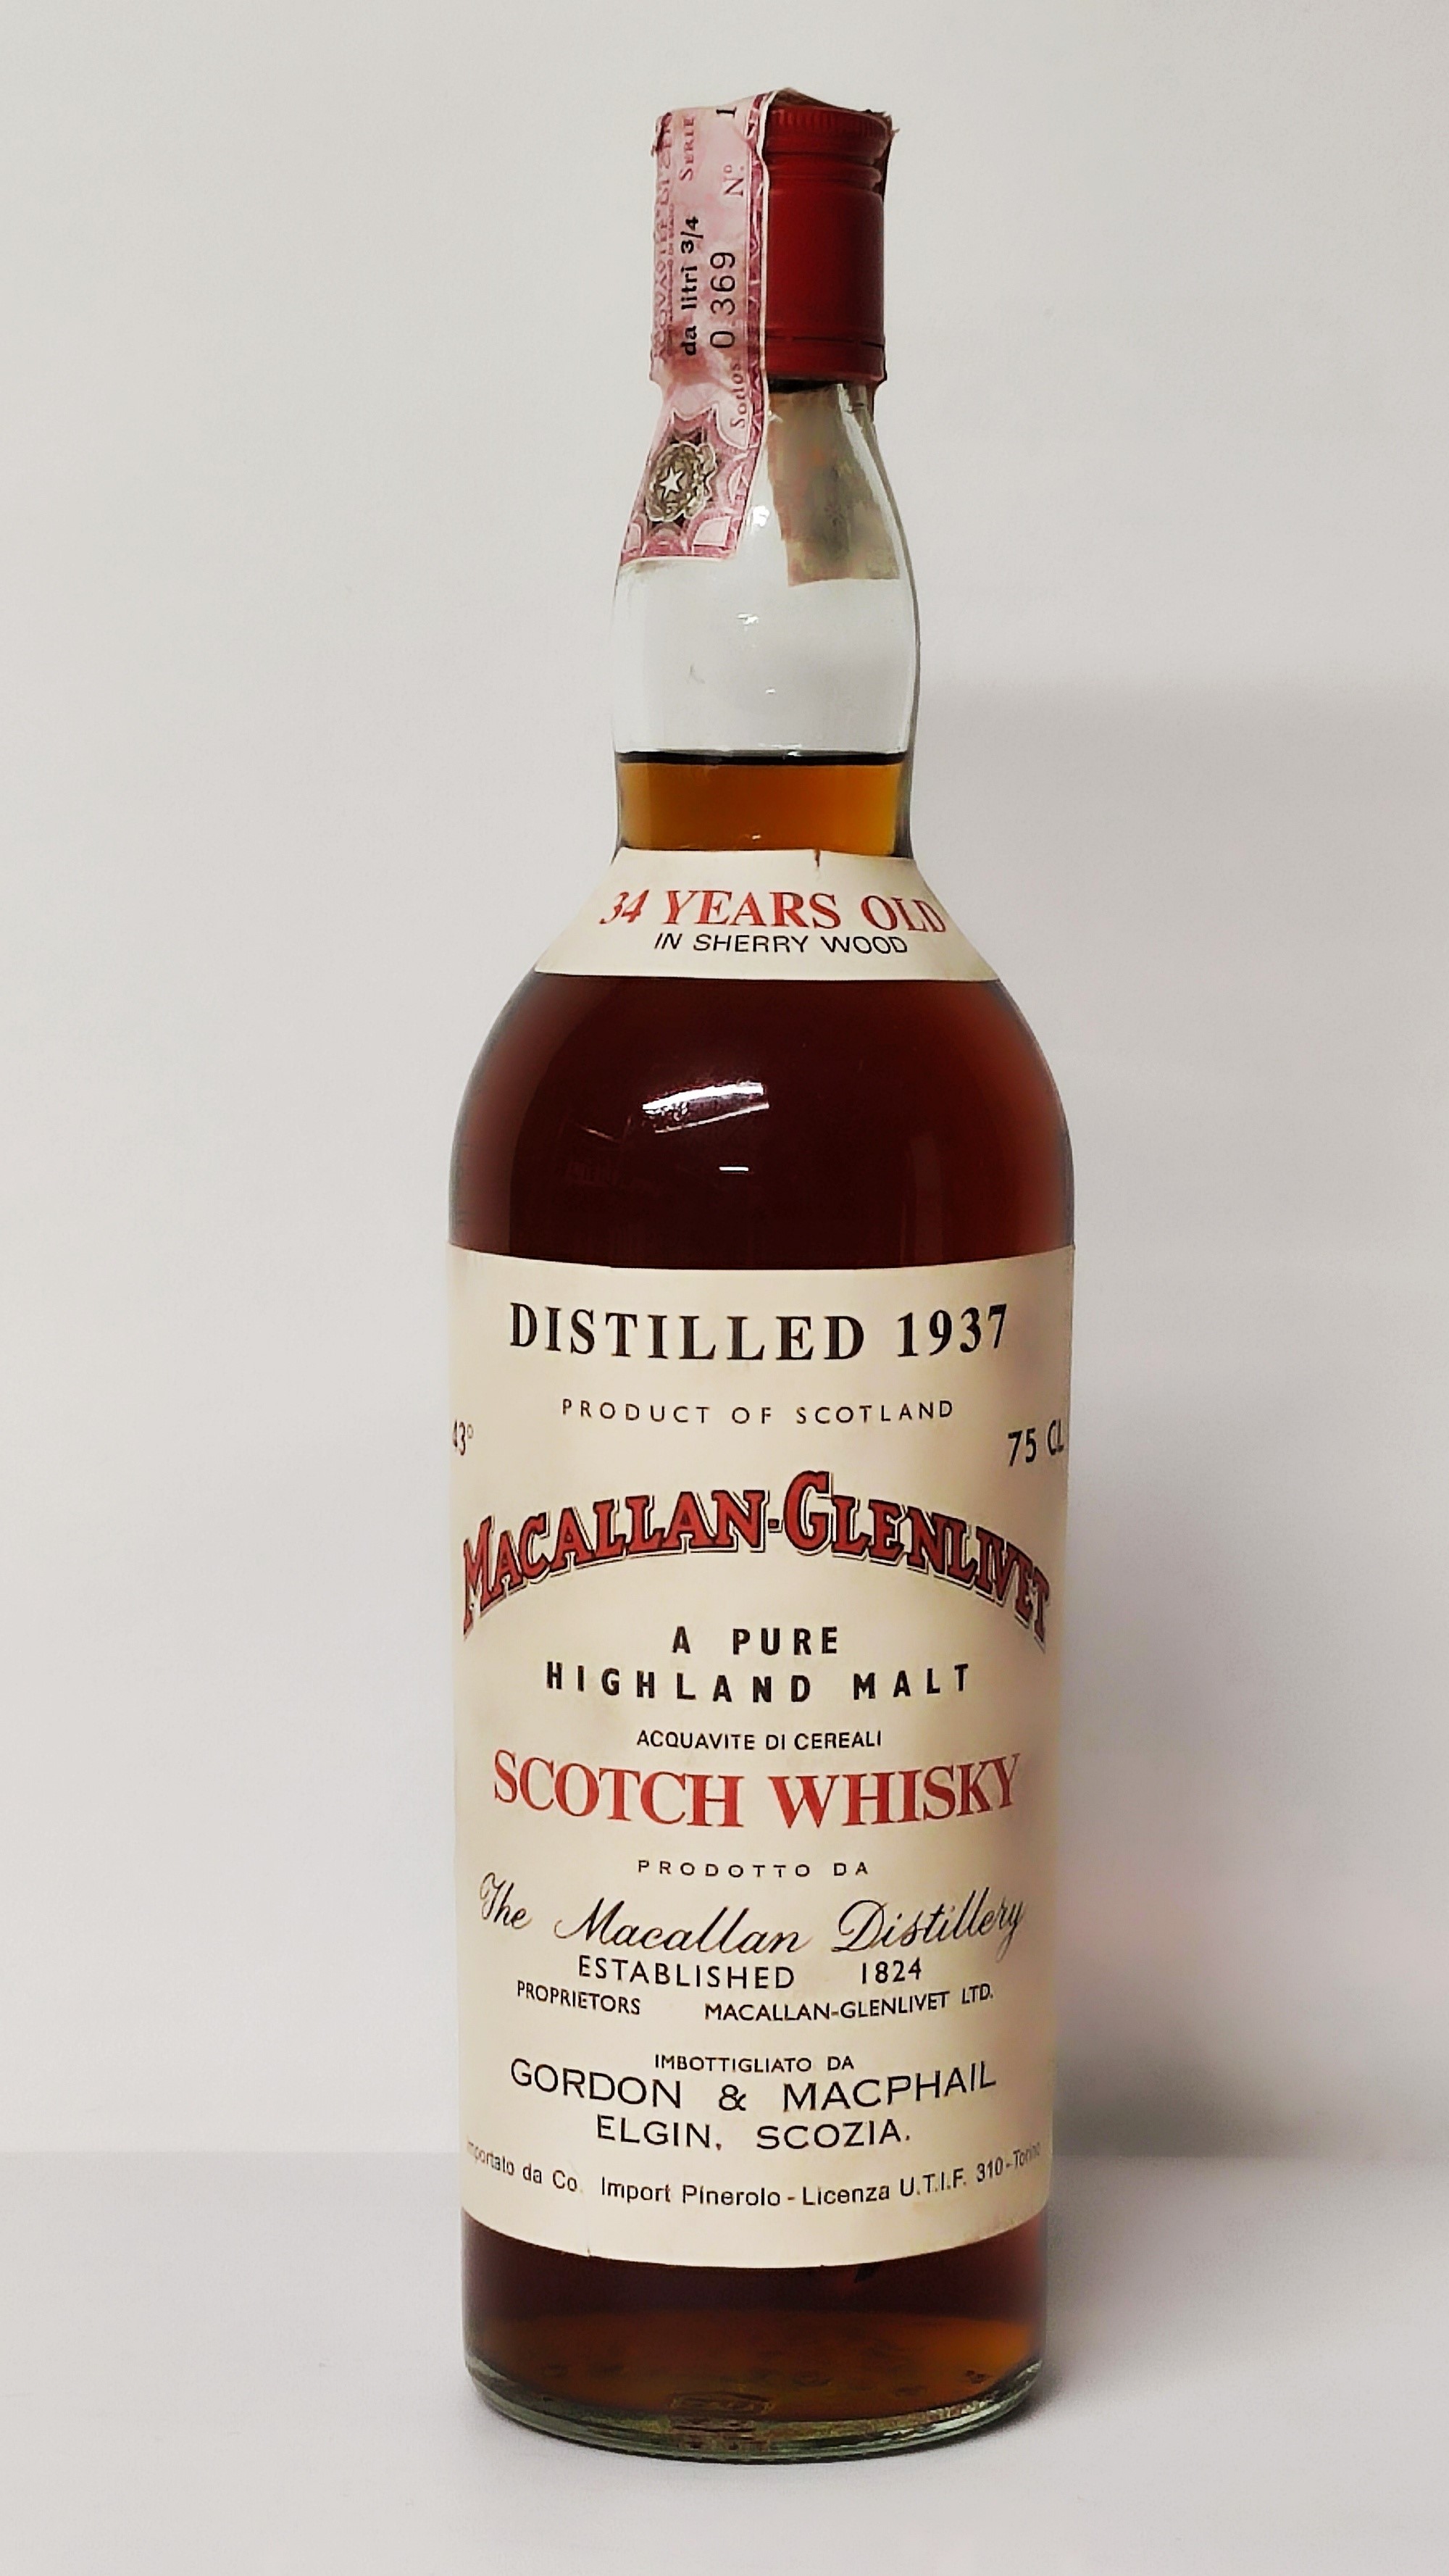 SERIE 1
da litri 3/4 N.º
0369
34 YEARS OLD
IN SHERRY WOOD
DISTILLED 1937
PRODUCT OF SCOTLAND
43° 75 CL
MACALLAN-GLENLIVET
A PURE
HIGHLAND MALT
ACQUAVITE DI CEREALI
SCOTCH WHISKY
PRODOTTO DA
The Macallan Distillery
ESTABLISHED 1824
PROPRIETORS MACALLAN-GLENLIVET LTD.
IMBOTTIGLIATO DA
GORDON & MACPHAIL
ELGIN, SCOZIA.
Importato da Co. Import Pinerolo - Licenza U.T.I.F. 310-Torino